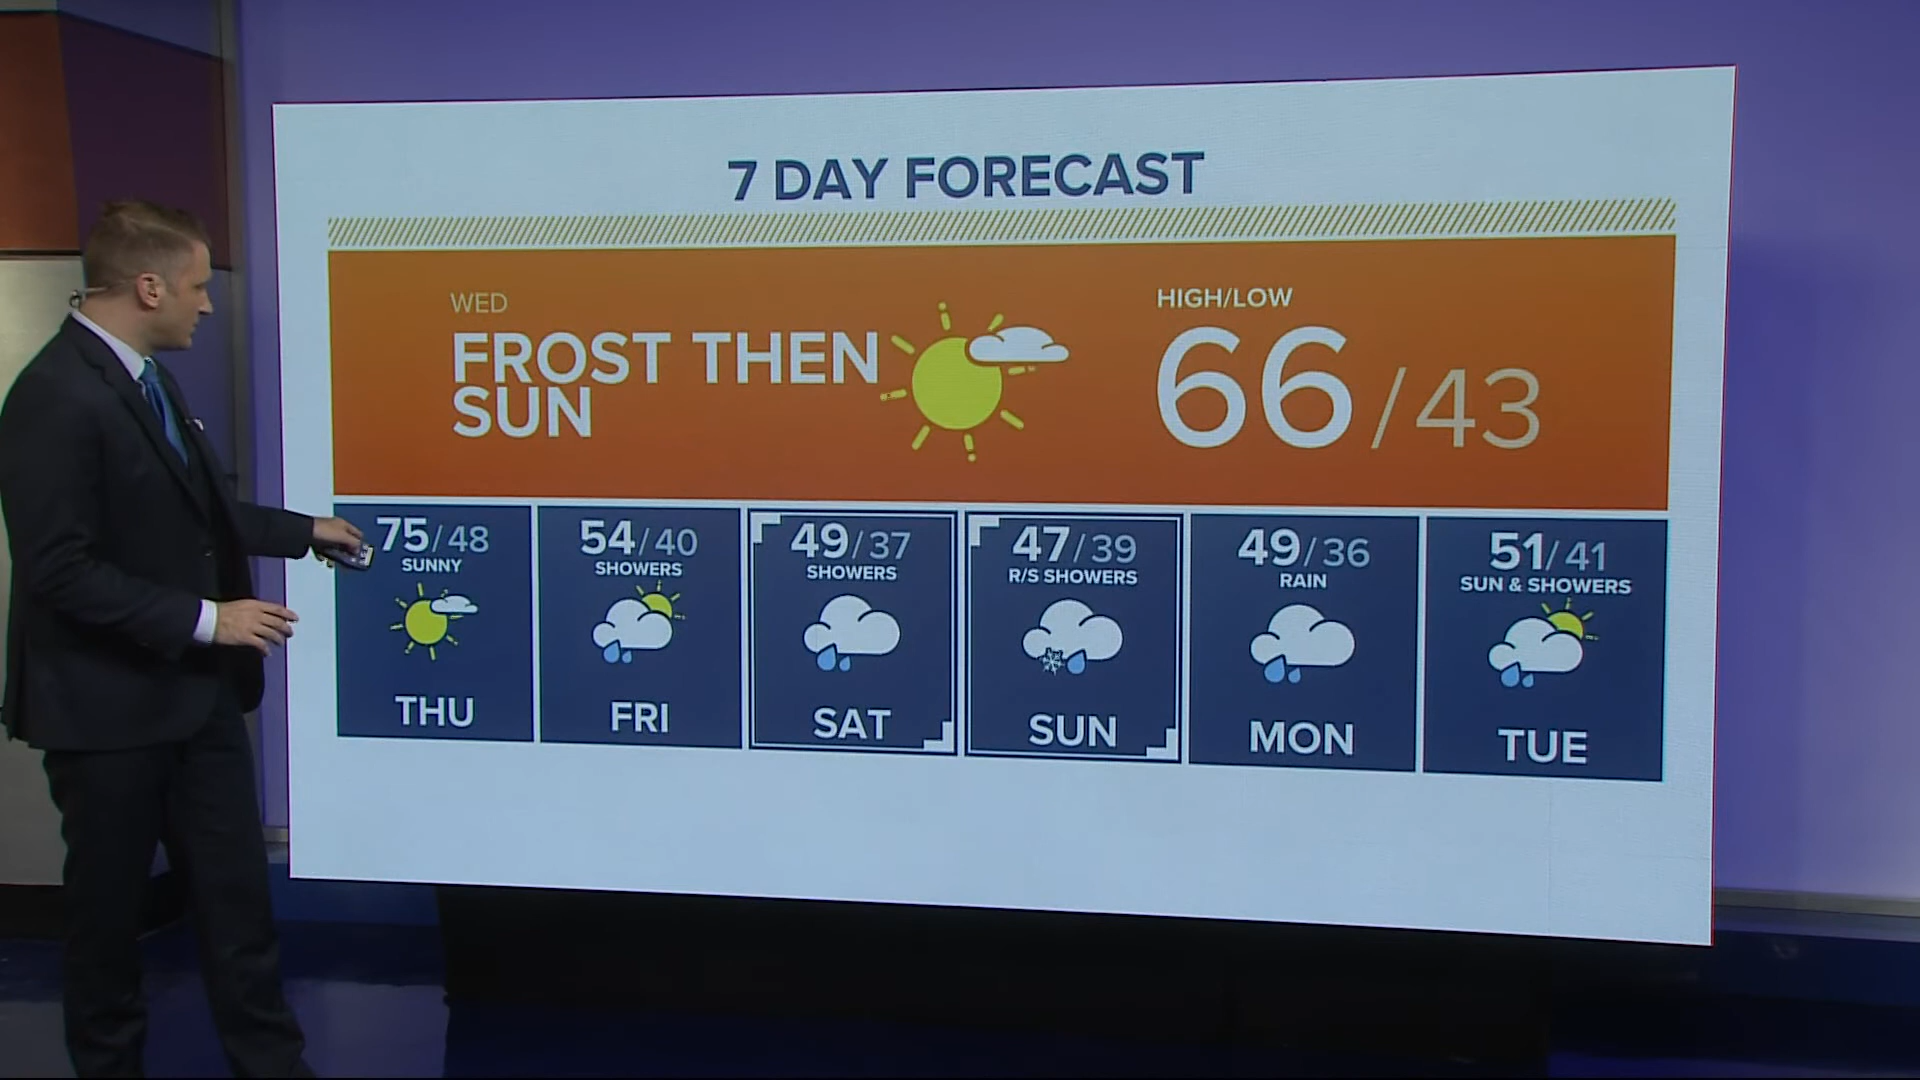 7 DAY FORECAST
WED
FROST THEN
SUN
HIGH/LOW
66/43
75/48
SUNNY
THU
54/40
SHOWERS
FRI
49/37
SHOWERS
SAT
47/39
R/S SHOWERS
SUN
49/36
RAIN
MON
51/41
SUN & SHOWERS
TUE